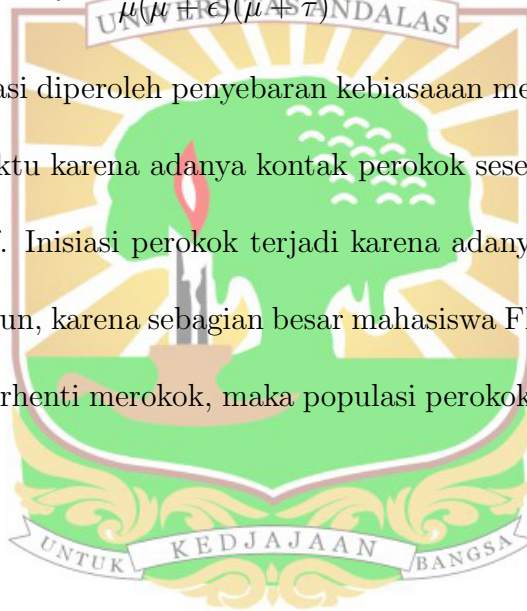 μ(μ + ϵ)(μ + τ)
UNIVERSITAS ANDALAS
asi diperoleh penyebaran kebiasaaan me
ktu karena adanya kontak perokok sese
. Inisiasi perokok terjadi karena adany
un, karena sebagian besar mahasiswa F
rhenti merokok, maka populasi perokok
UNTUK KEDJAJAAN BANGSA